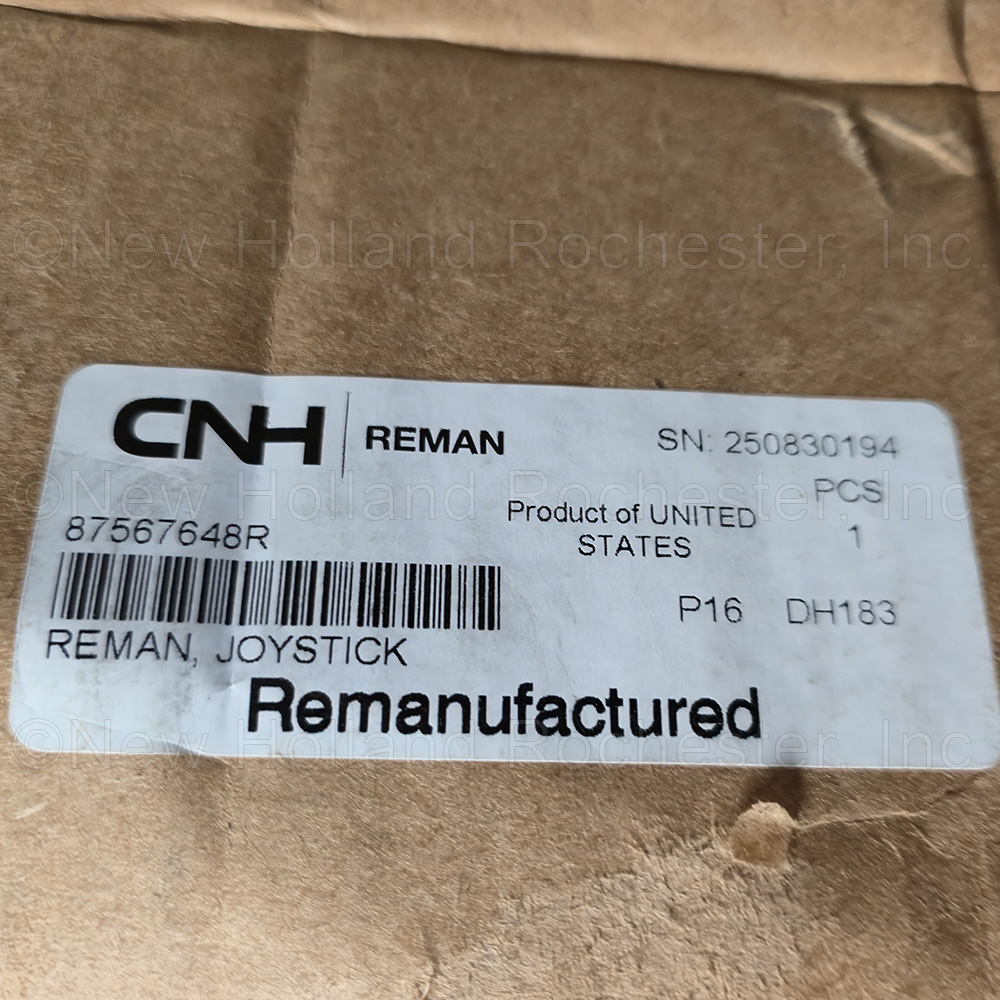 ©New Holland Rochester, Inc.
CNH REMAN SN: 250830194
PCS
©New Holland Rochester, Inc.
87567648R Product of UNITED 1
STATES
P16 DH183
REMAN, JOYSTICK
Remanufactured
©New Holland Rochester, Inc.